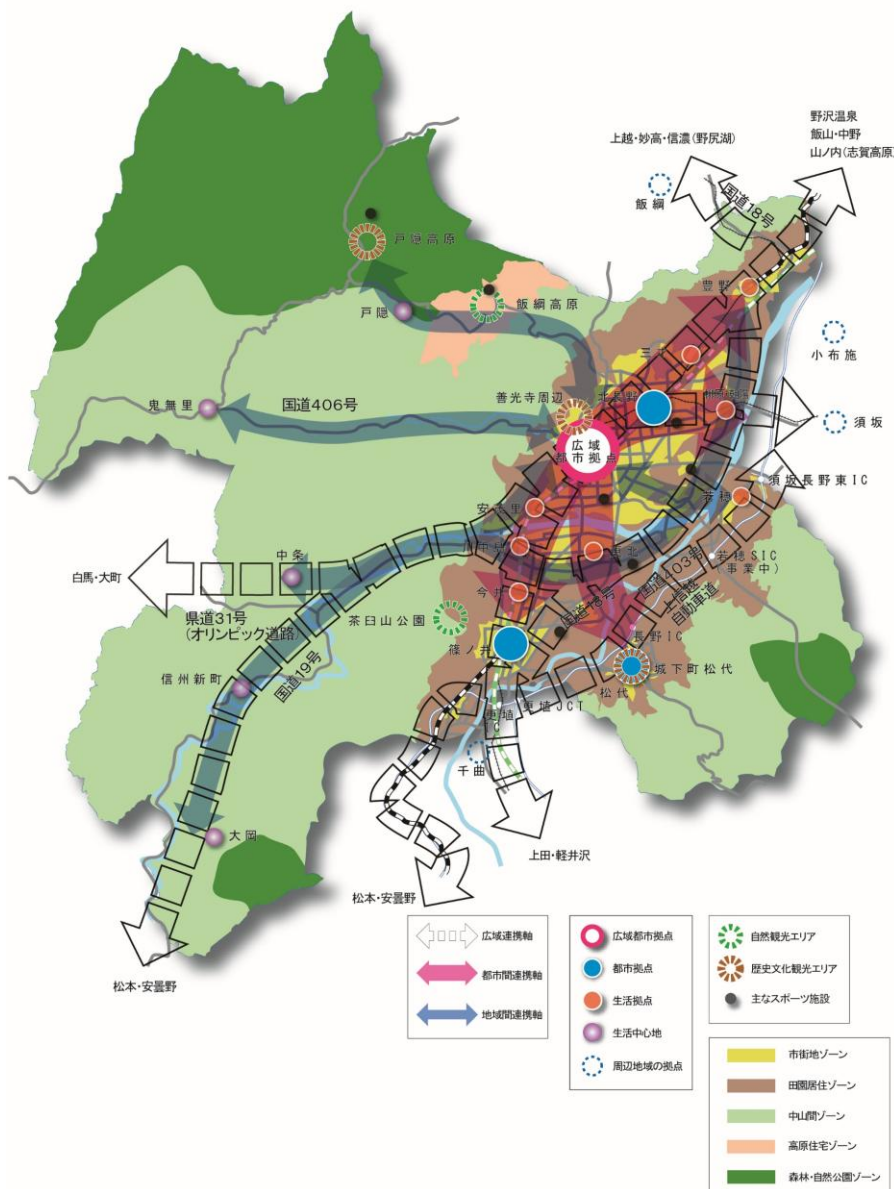 野沢温泉
飯山・中野
山ノ内(志賀高原)
上越・妙高・信濃(野尻湖)
国道18号
飯綱
戸隠高原
豊野
戸隠
飯綱高原
小布施
三才
鬼無里
国道406号
善光寺周辺
北長野
須坂
広域
都市拠点
須坂長野東IC
安茂里
若穂
川中島
東北
若穂SIC
(事業中)
中条
白馬・大町
国道403号
上信越
自動車道
今井
国道18号
県道31号
(オリンピック道路)
茶臼山公園
長野IC
篠ノ井
国道19号
城下町松代
信州新町
松代
更埴
IC
更埴JCT
千曲
大岡
上田・軽井沢
松本・安曇野
松本・安曇野
広域連携軸
都市間連携軸
地域間連携軸
広域都市拠点
都市拠点
生活拠点
生活中心地
周辺地域の拠点
自然観光エリア
歴史文化観光エリア
主なスポーツ施設
市街地ゾーン
田園居住ゾーン
中山間ゾーン
高原住宅ゾーン
森林・自然公園ゾーン